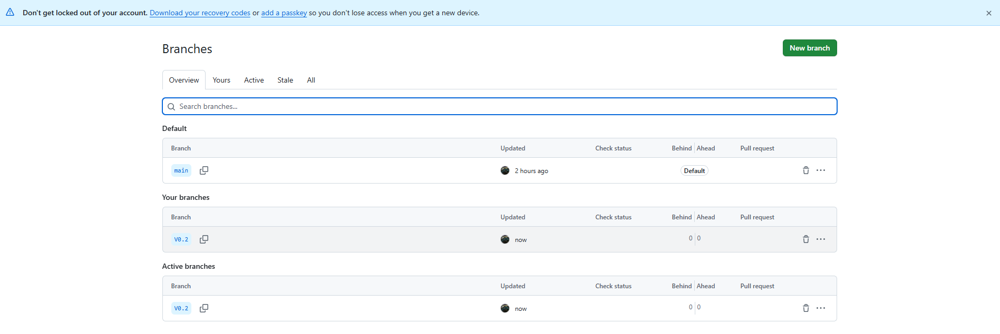 Don't get locked out of your account. Download your recovery codes or add a passkey so you don't lose access when you get a new device.
Branches
New branch
Overview Yours Active Stale All
Search branches...
Default
Branch Updated Check status Behind Ahead Pull request
main 2 hours ago Default
Your branches
Branch Updated Check status Behind Ahead Pull request
V0.2 now 0 0
Active branches
Branch Updated Check status Behind Ahead Pull request
V0.2 now 0 0